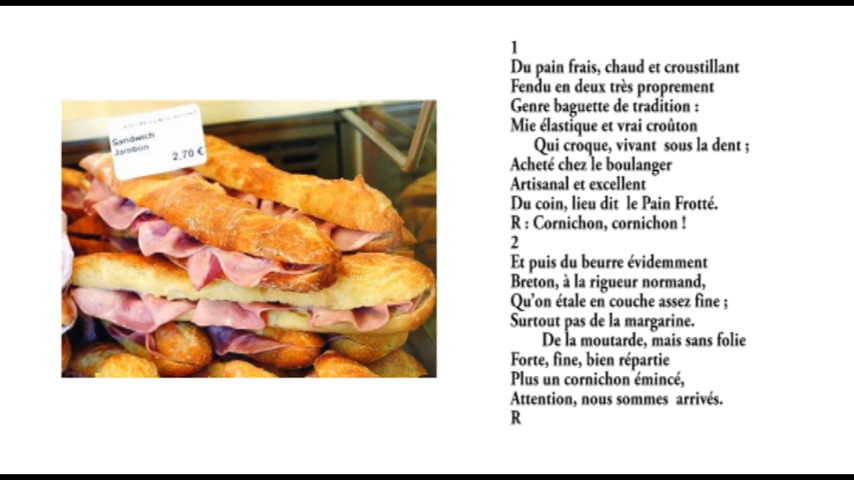 Sandwich
Jambon
2.70 €
1
Du pain frais, chaud et croustillant
Fendu en deux très proprement
Genre baguette de tradition :
Mie élastique et vrai croûton
Qui croque, vivant sous la dent ;
Acheté chez le boulanger
Artisanal et excellent
Du coin, lieu dit le Pain Frotté.
R : Cornichon, cornichon !
2
Et puis du beurre évidemment
Breton, à la rigueur normand,
Qu'on étale en couche assez fine ;
Surtout pas de la margarine.
De la moutarde, mais sans folie
Forte, fine, bien répartie
Plus un cornichon émincé,
Attention, nous sommes arrivés.
R